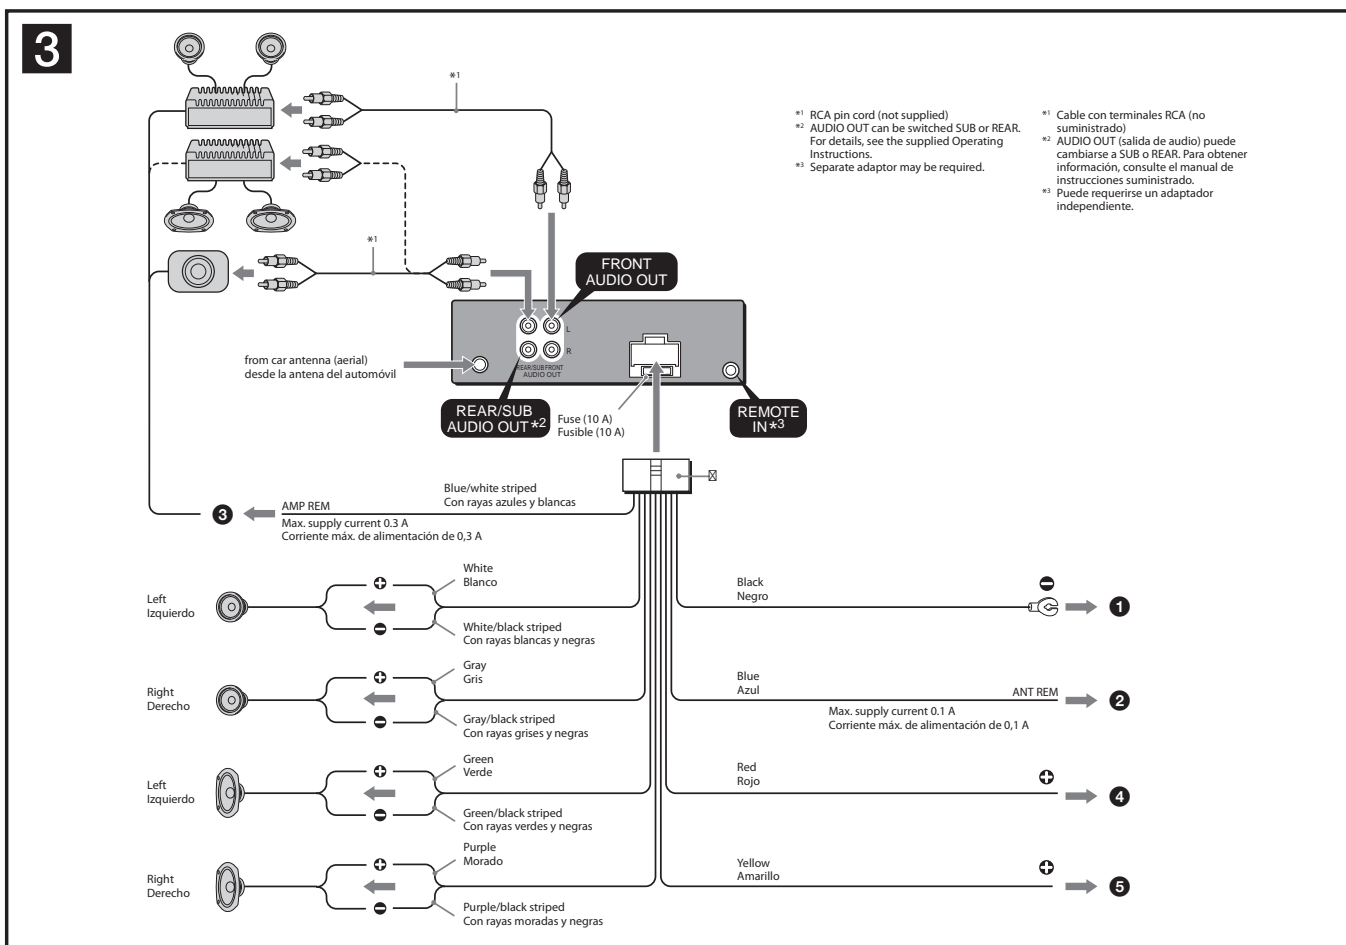 3
*1
*1 RCA pin cord (not supplied)
*2 AUDIO OUT can be switched SUB or REAR.
For details, see the supplied Operating
Instructions.
*3 Separate adaptor may be required.
*1 Cable con terminales RCA (no
suministrado)
*2 AUDIO OUT (salida de audio) puede
cambiarse a SUB o REAR. Para obtener
información, consulte el manual de
instrucciones suministrado.
*3 Puede requerirse un adaptador
independiente.
*1
FRONT
AUDIO OUT
L
R
REAR/SUB FRONT
AUDIO OUT
from car antenna (aerial)
desde la antena del automóvil
REAR/SUB
AUDIO OUT*2
Fuse (10 A)
Fusible (10 A)
REMOTE
IN*3
Blue/white striped
Con rayas azules y blancas
3
AMP REM
Max. supply current 0.3 A
Corriente máx. de alimentación de 0,3 A
Left
Izquierdo
White
Blanco
White/black striped
Con rayas blancas y negras
Black
Negro
1
Right
Derecho
Gray
Gris
Gray/black striped
Con rayas grises y negras
Blue
Azul
ANT REM
Max. supply current 0.1 A
Corriente máx. de alimentación de 0,1 A
2
Left
Izquierdo
Green
Verde
Green/black striped
Con rayas verdes y negras
Red
Rojo
4
Right
Derecho
Purple
Morado
Purple/black striped
Con rayas moradas y negras
Yellow
Amarillo
5